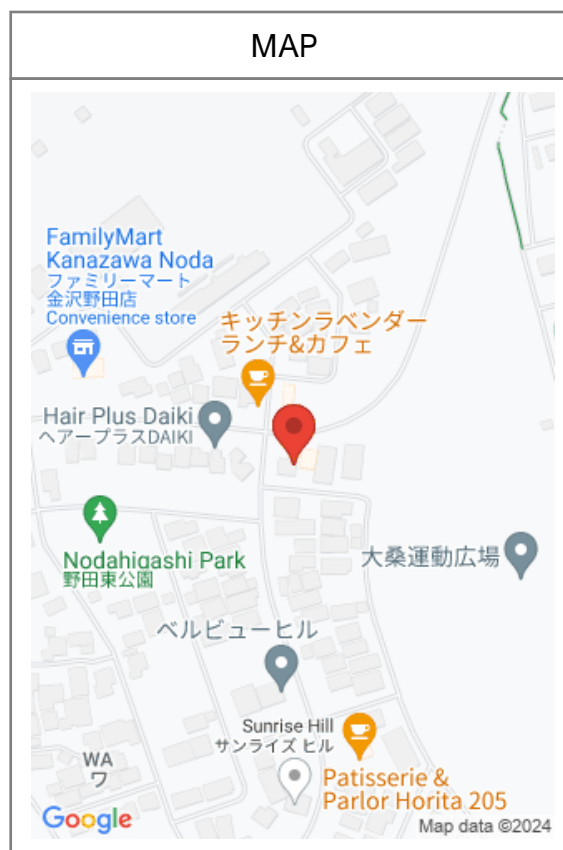 MAP
FamilyMart
Kanazawa Noda
ファミリーマート
金沢野田店
Convenience store
キッチンラベンダー
ランチ&カフェ
Hair Plus Daiki
ヘアープラスDAIKI
Nodahigashi Park
野田東公園
大桑運動広場
ベルビューヒル
Sunrise Hill
サンライズ ヒル
WA
ワ
Patisserie &
Parlor Horita 205
Google
Map data ©2024